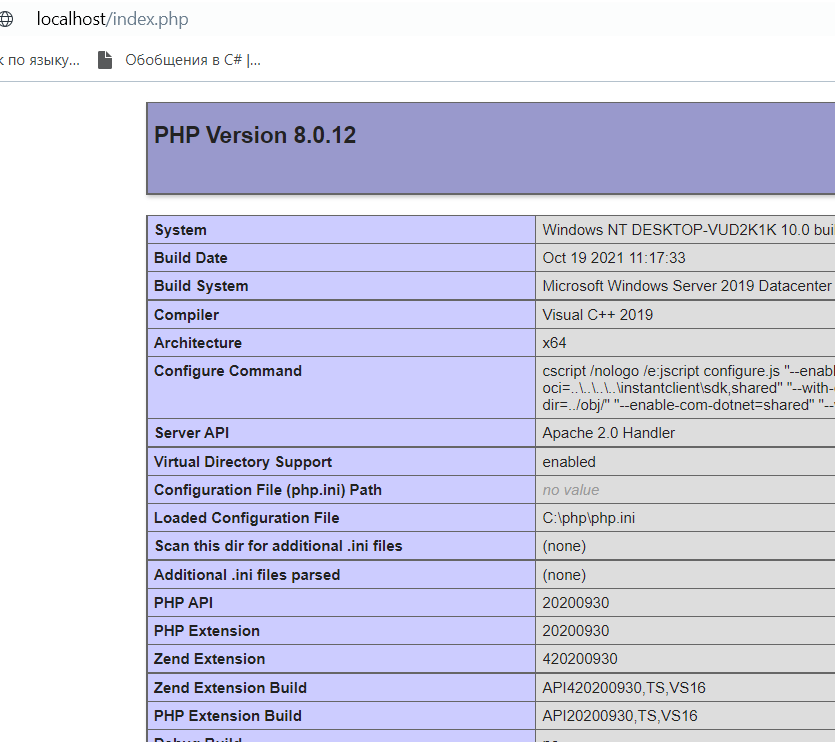 localhost/index.php
к по языку... Обобщения в C# |...
PHP Version 8.0.12
System Windows NT DESKTOP-VUD2K1K 10.0 bui
Build Date Oct 19 2021 11:17:33
Build System Microsoft Windows Server 2019 Datacenter
Compiler Visual C++ 2019
Architecture x64
Configure Command cscript /nologo /e:jscript configure.js "--enabl
oci=..\..\..\..\instantclient\sdk,shared" "--with-
dir=../obj/" "--enable-com-dotnet=shared" "--
Server API Apache 2.0 Handler
Virtual Directory Support enabled
Configuration File (php.ini) Path no value
Loaded Configuration File C:\php\php.ini
Scan this dir for additional .ini files (none)
Additional .ini files parsed (none)
PHP API 20200930
PHP Extension 20200930
Zend Extension 420200930
Zend Extension Build API420200930,TS,VS16
PHP Extension Build API20200930,TS,VS16
Debug Build no